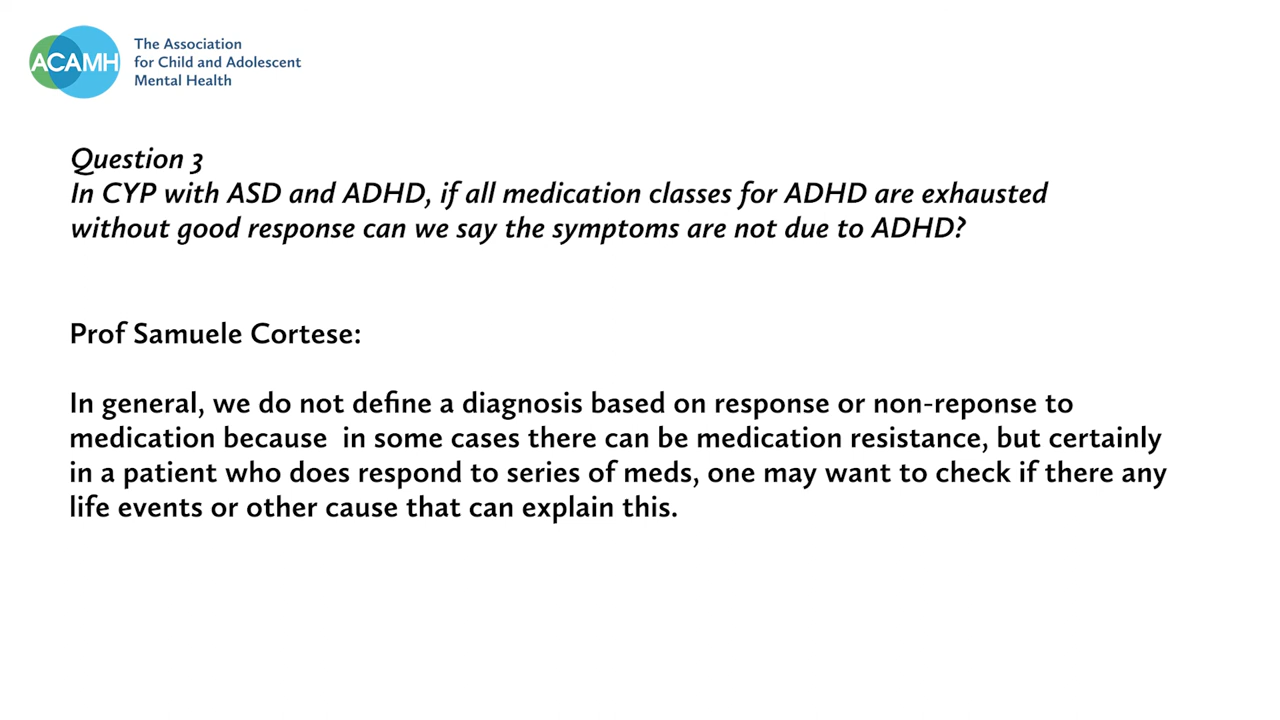 ACAMH
The Association
for Child and Adolescent
Mental Health
Question 3
In CYP with ASD and ADHD, if all medication classes for ADHD are exhausted
without good response can we say the symptoms are not due to ADHD?
Prof Samuele Cortese:
In general, we do not define a diagnosis based on response or non-reponse to
medication because  in some cases there can be medication resistance, but certainly
in a patient who does respond to series of meds, one may want to check if there any
life events or other cause that can explain this.